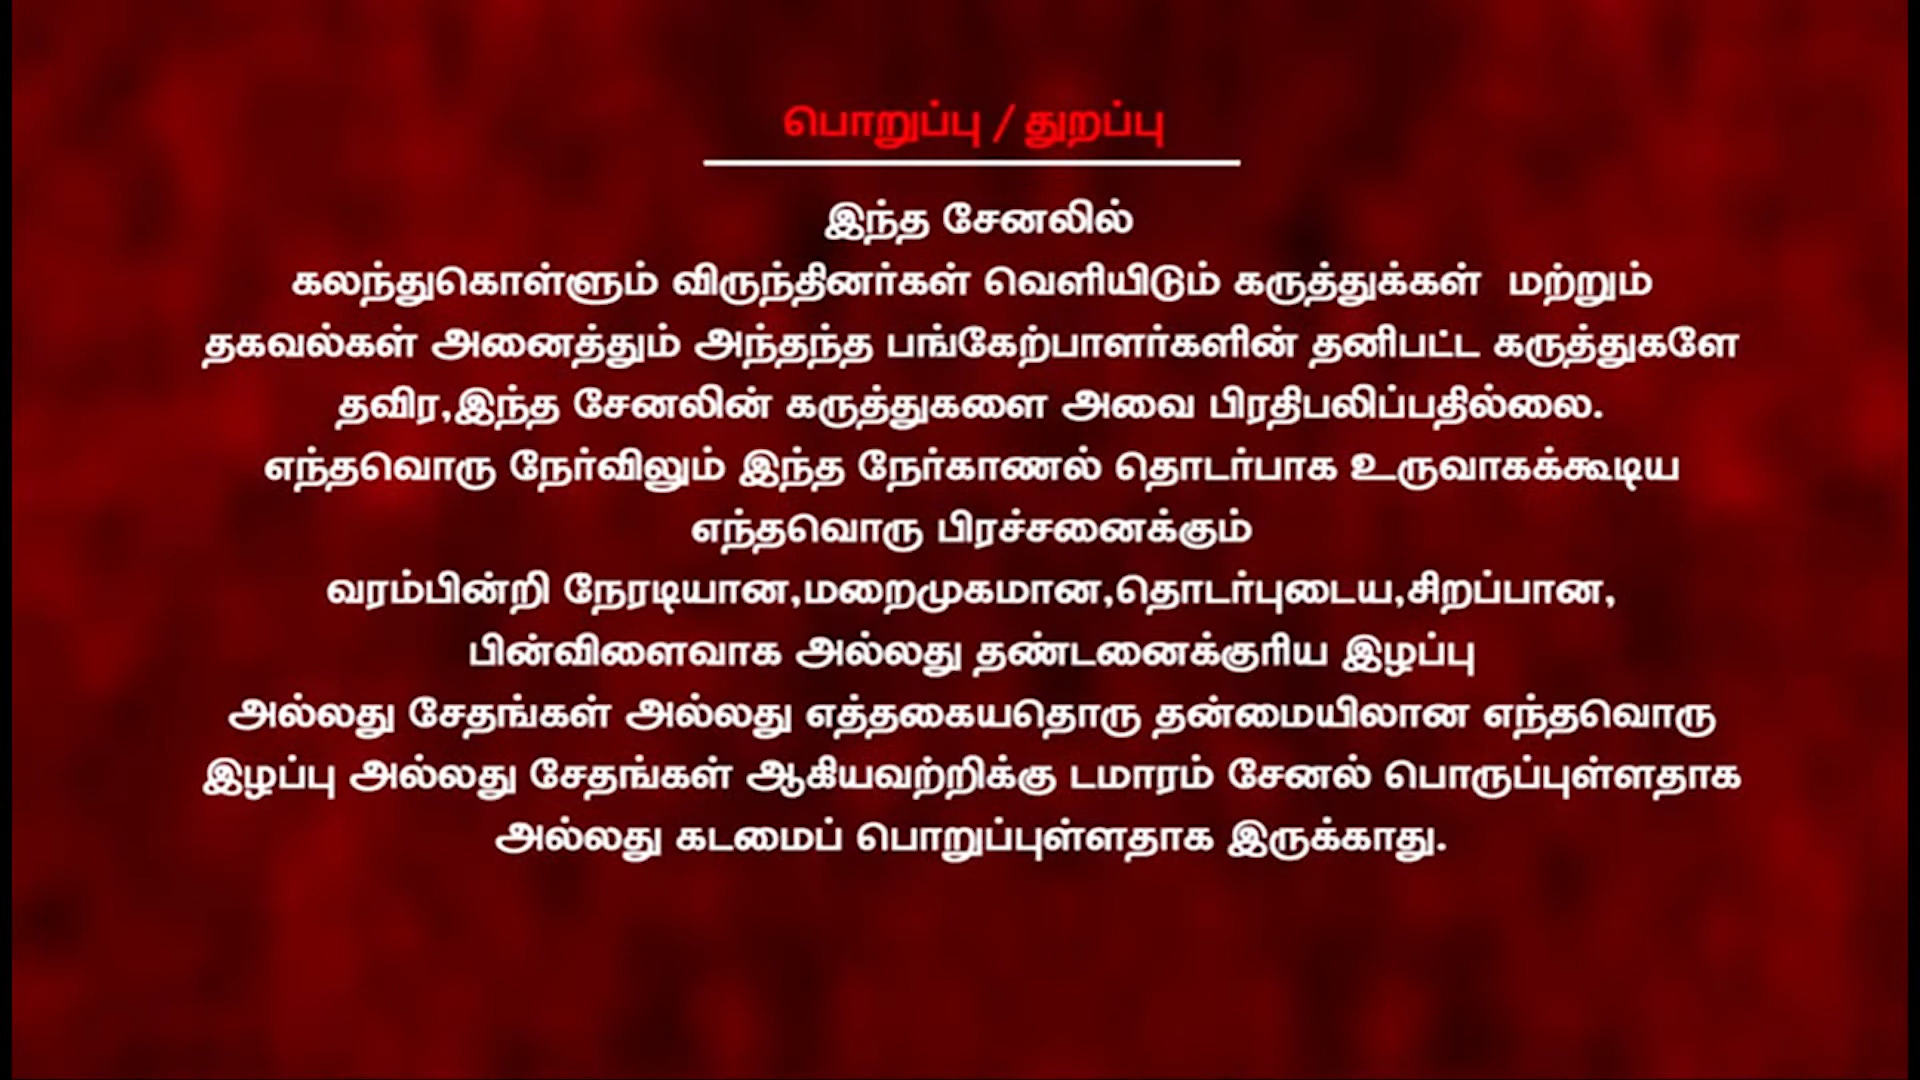 பொறுப்பு / துறப்பு
இந்த சேனலில்
கலந்துகொள்ளும் விருந்தினர்கள் வெளியிடும் கருத்துக்கள் மற்றும்
தகவல்கள் அனைத்தும் அந்தந்த பங்கேற்பாளர்களின் தனிபட்ட கருத்துகளே
தவிர,இந்த சேனலின் கருத்துகளை அவை பிரதிபலிப்பதில்லை.
எந்தவொரு நேர்விலும் இந்த நேர்காணல் தொடர்பாக உருவாகக்கூடிய
எந்தவொரு பிரச்சனைக்கும்
வரம்பின்றி நேரடியான,மறைமுகமான,தொடர்புடைய,சிறப்பான,
பின்விளைவாக அல்லது தண்டனைக்குரிய இழப்பு
அல்லது சேதங்கள் அல்லது எத்தகையதொரு தன்மையிலான எந்தவொரு
இழப்பு அல்லது சேதங்கள் ஆகியவற்றிக்கு டமாரம் சேனல் பொருப்புள்ளதாக
அல்லது கடமைப் பொறுப்புள்ளதாக இருக்காது.